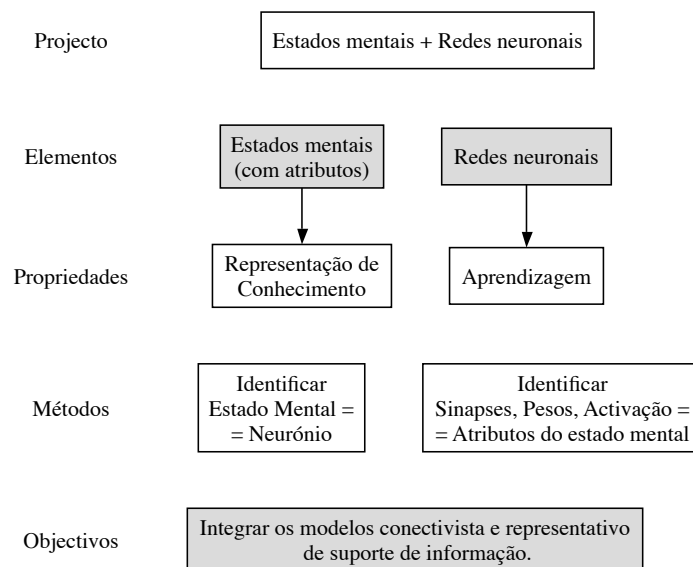 Projecto
Estados mentais + Redes neuronais
Elementos
Estados mentais
(com atributos)
Redes neuronais
Propriedades
Representação de
Conhecimento
Aprendizagem
Métodos
Identificar
Estado Mental =
= Neurónio
Identificar
Sinapses, Pesos, Activação =
= Atributos do estado mental
Objectivos
Integrar os modelos conectivista e representativo
de suporte de informação.